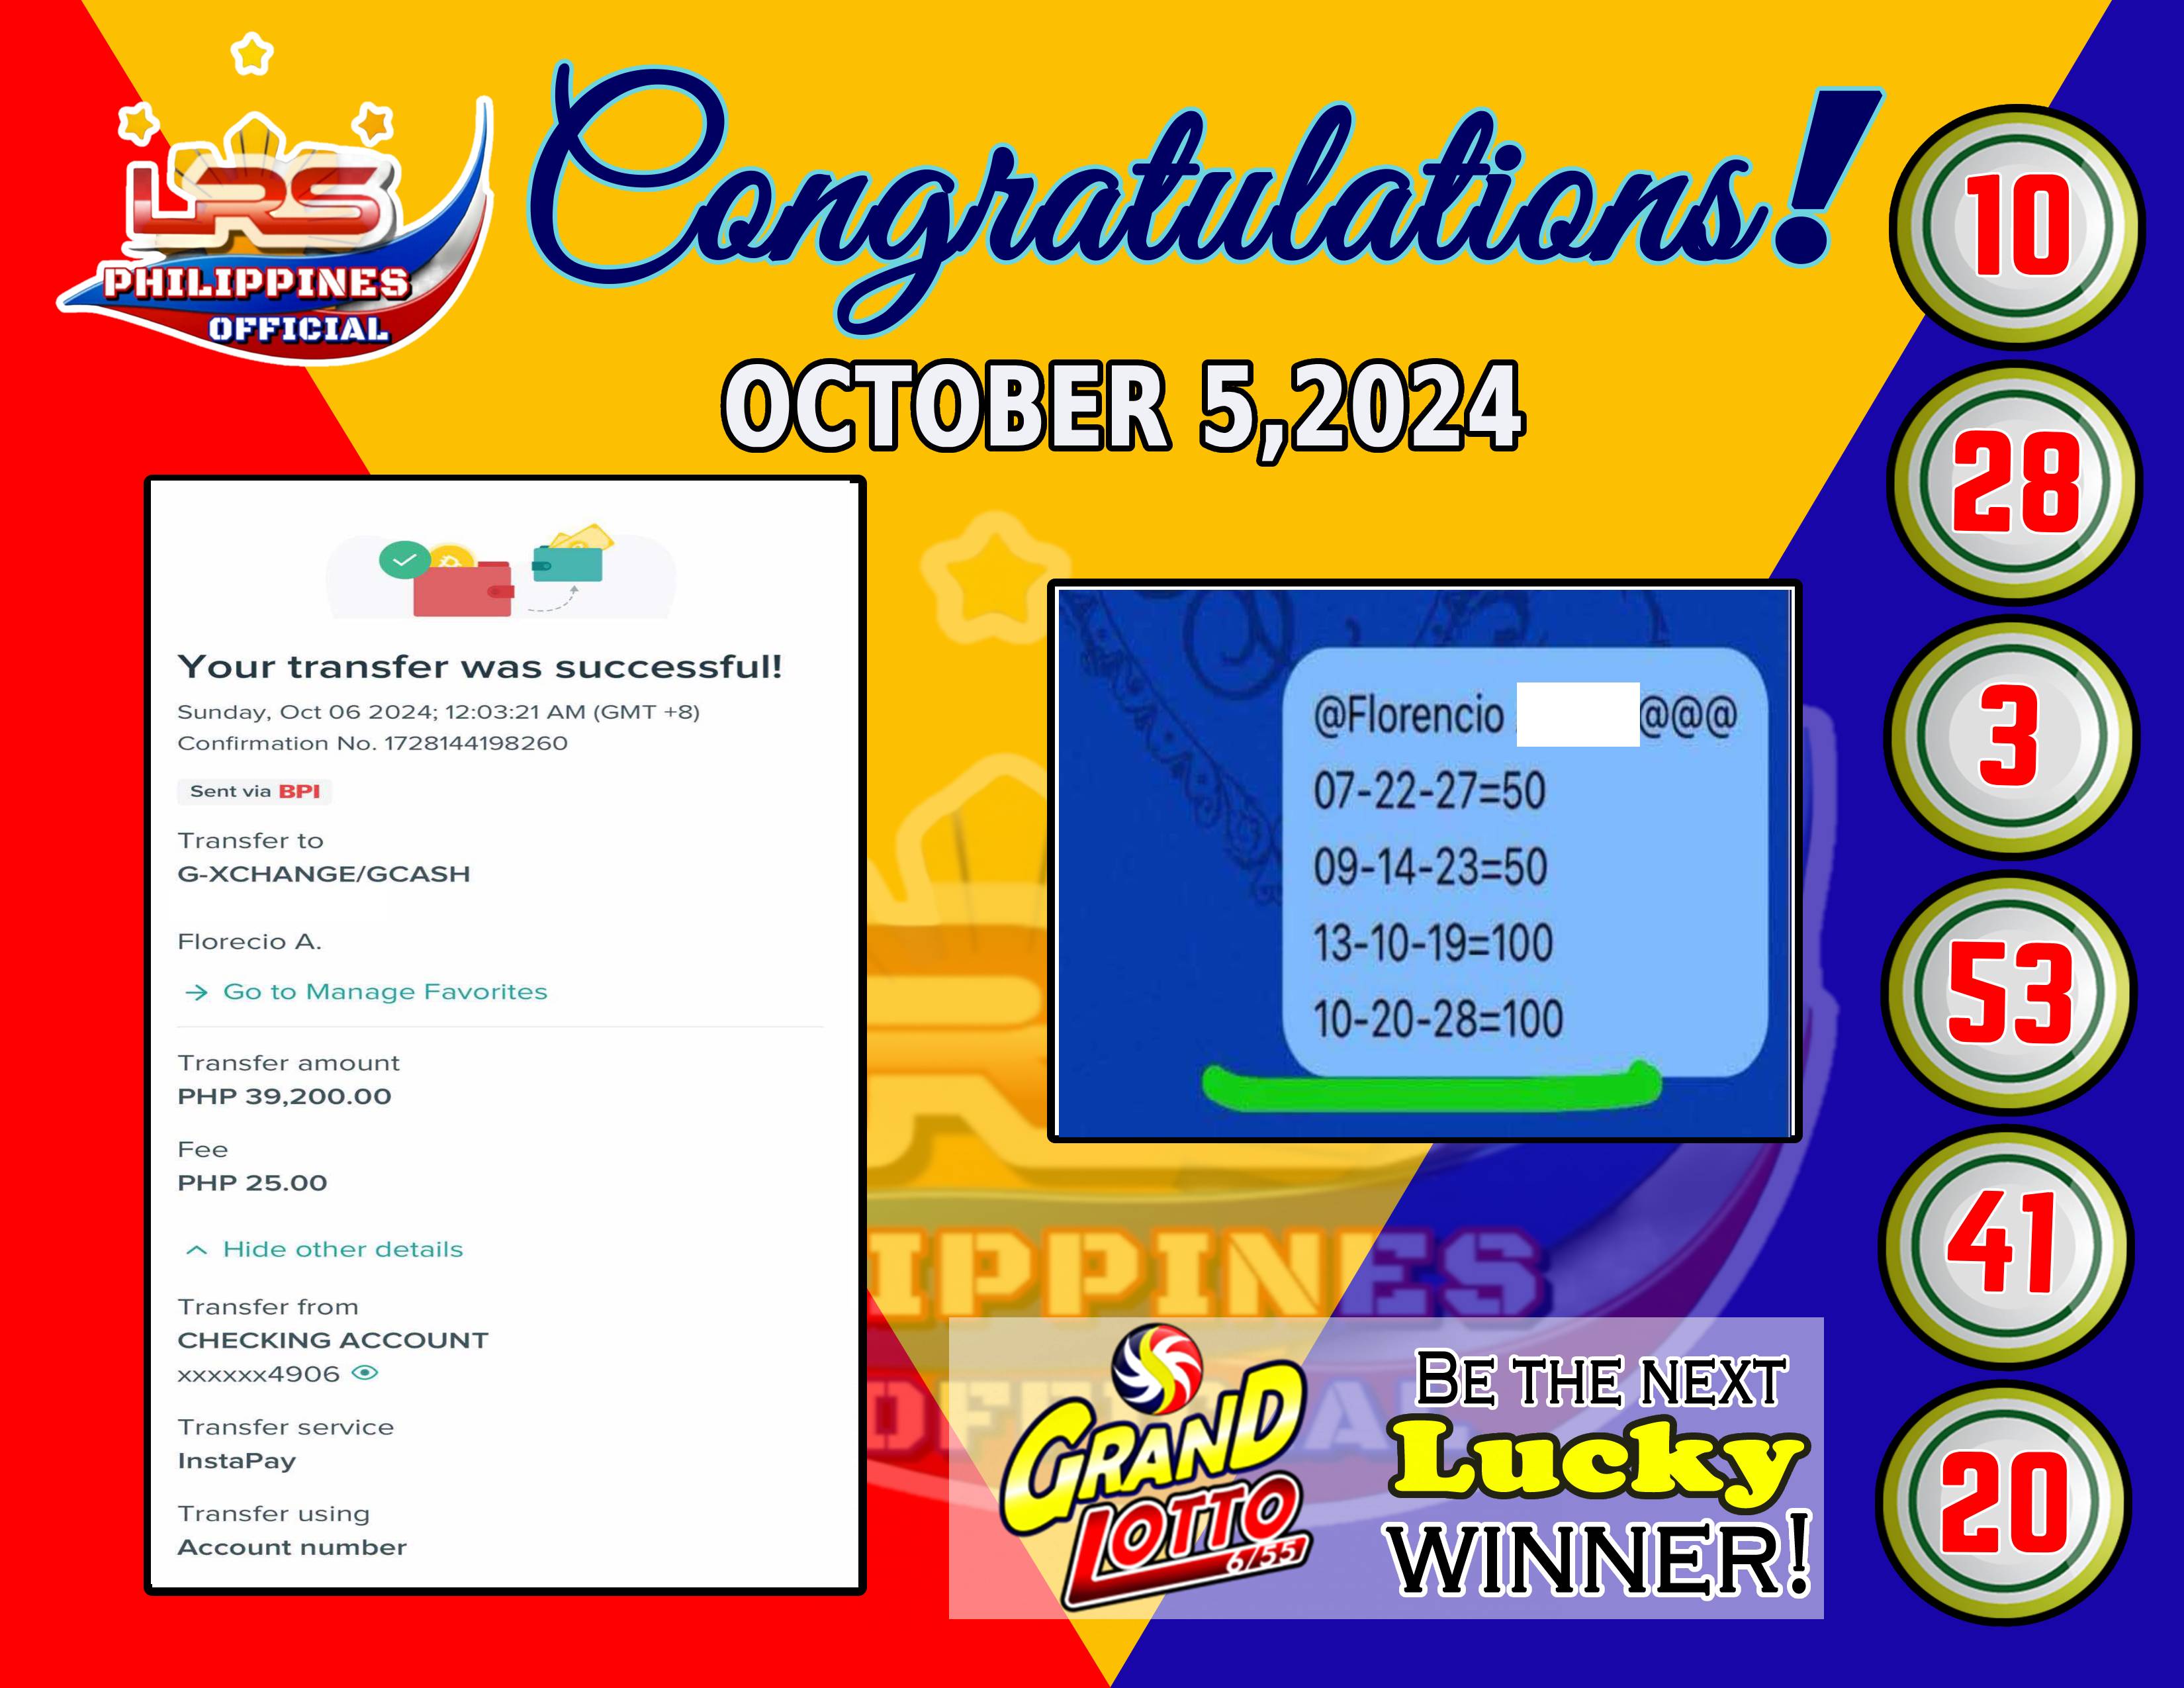 LRS
PHILIPPINES
OFFICIAL
Congratulations!
OCTOBER 5,2024
Your transfer was successful!
Sunday, Oct 06 2024; 12:03:21 AM (GMT +8)
Confirmation No. 1728144198260
Sent via BPI
Transfer to
G-XCHANGE/GCASH
Florecio A.
→ Go to Manage Favorites
Transfer amount
PHP 39,200.00
Fee
PHP 25.00
Hide other details
Transfer from
CHECKING ACCOUNT
xxxxxx4906
Transfer service
InstaPay
Transfer using
Account number
@Florencio @@@
07-22-27=50
09-14-23=50
13-10-19=100
10-20-28=100
IPPINES
GRAND
LOTTO
6/55
BE THE NEXT
Lucky
WINNER!
10
28
3
53
41
20